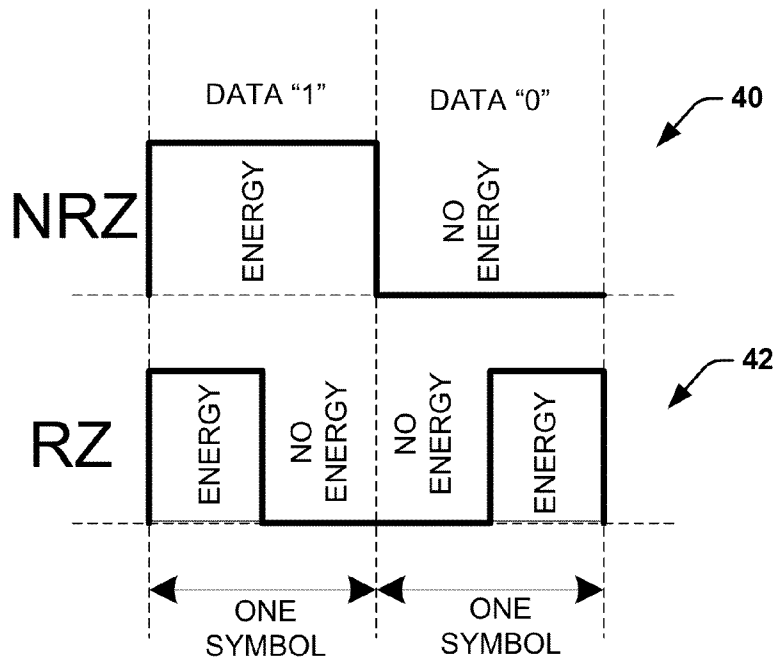 DATA “1”
DATA “0”
40
NRZ
ENERGY
NO
ENERGY
42
RZ
ENERGY
NO
ENERGY
NO
ENERGY
ENERGY
ONE
SYMBOL
ONE
SYMBOL